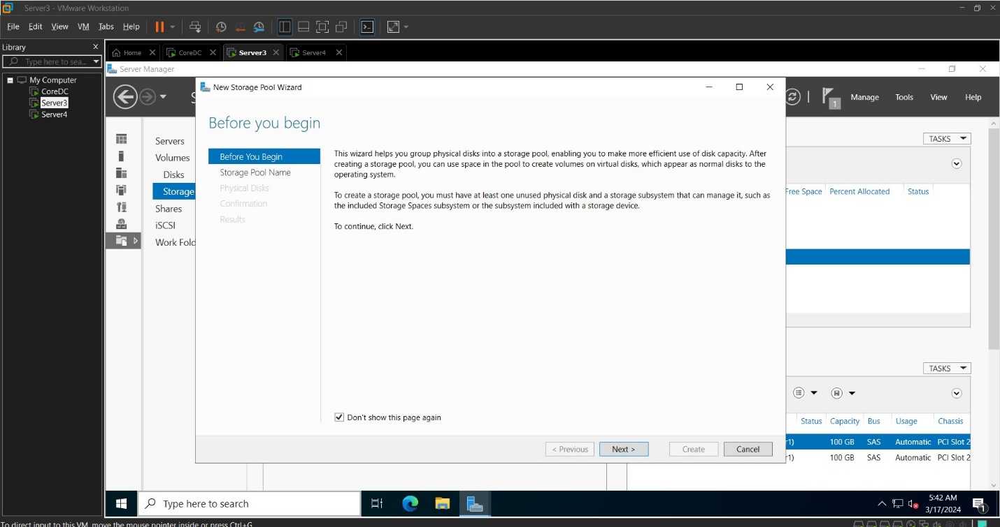 Server3 - VMware Workstation
File Edit View VM Tabs Help
Library
Type here to sea...
Home CoreDC Server3 Server4
My Computer
CoreDC
Server3
Server4
Server Manager
New Storage Pool Wizard
1 Manage Tools View Help
Before you begin
Before You Begin
Storage Pool Name
Physical Disks
Confirmation
Results
This wizard helps you group physical disks into a storage pool, enabling you to make more efficient use of disk capacity. After
creating a storage pool, you can use space in the pool to create volumes on virtual disks, which appear as normal disks to the
operating system.
To create a storage pool, you must have at least one unused physical disk and a storage subsystem that can manage it, such as
the included Storage Spaces subsystem or the subsystem included with a storage device.
To continue, click Next.
Don't show this page again
< Previous Next > Create Cancel
Servers
Volumes
Disks
Storage
Shares
iSCSI
Work Fold
TASKS
Free Space Percent Allocated Status
TASKS
Status Capacity Bus Usage Chassis
r1) 100 GB SAS Automatic PCI Slot 2
r1) 100 GB SAS Automatic PCI Slot 2
Type here to search
5:42 AM
3/17/2024
1
To direct input to this VM, move the mouse pointer inside or press Ctrl+G.